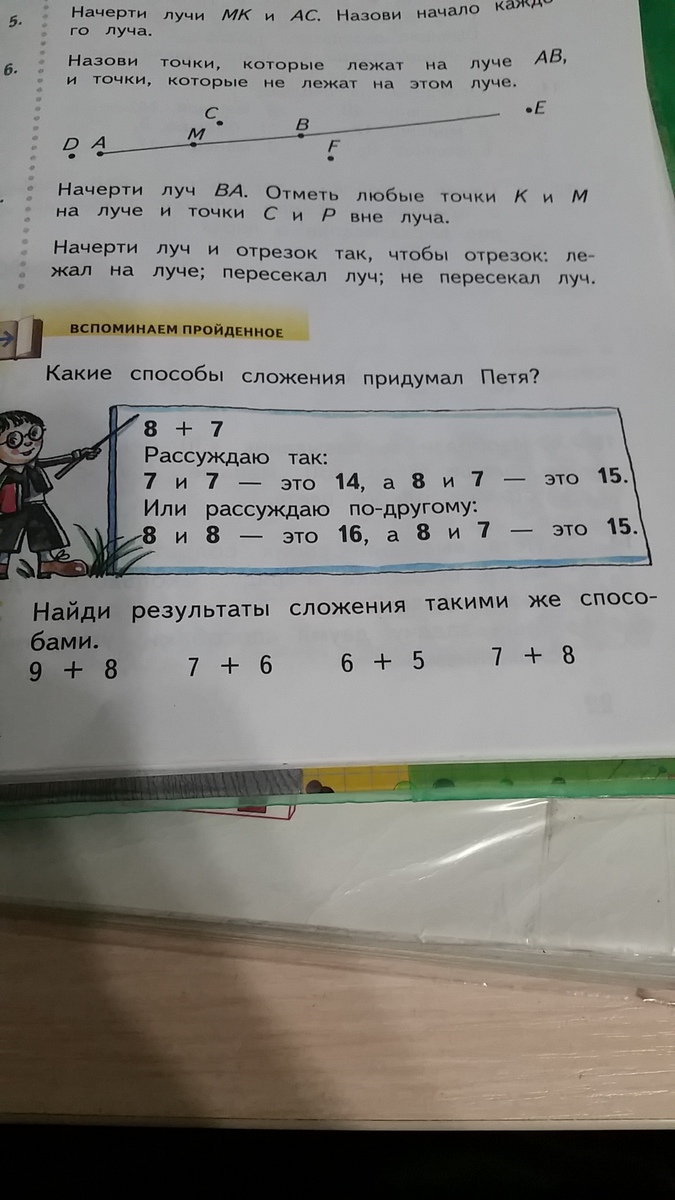 5. Начерти лучи МК и АС. Назови начало каждо-
го луча.
6. Назови точки, которые лежат на луче АВ,
и точки, которые не лежат на этом луче.
D A M C B F E
Начерти луч ВА. Отметь любые точки К и М
на луче и точки С и Р вне луча.
Начерти луч и отрезок так, чтобы отрезок: ле-
жал на луче; пересекал луч; не пересекал луч.
ВСПОМИНАЕМ ПРОЙДЕННОЕ
Какие способы сложения придумал Петя?
8 + 7
Рассуждаю так:
7 и 7 — это 14, а 8 и 7 — это 15.
Или рассуждаю по-другому:
8 и 8 — это 16, а 8 и 7 — это 15.
Найди результаты сложения такими же спосо-
бами.
9 + 8 7 + 6 6 + 5 7 + 8